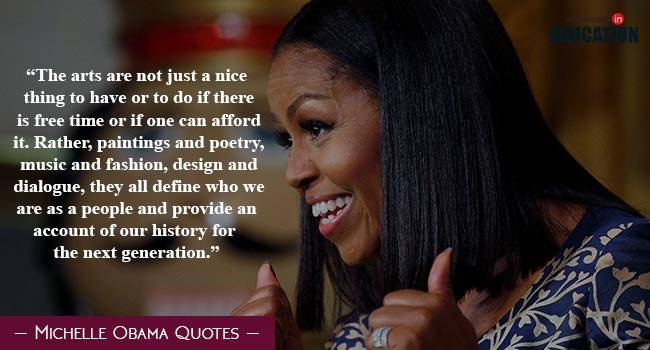 in
EDUCATION
“The arts are not just a nice
thing to have or to do if there
is free time or if one can afford
it. Rather, paintings and poetry,
music and fashion, design and
dialogue, they all define who we
are as a people and provide an
account of our history for
the next generation.”
— MICHELLE OBAMA QUOTES —